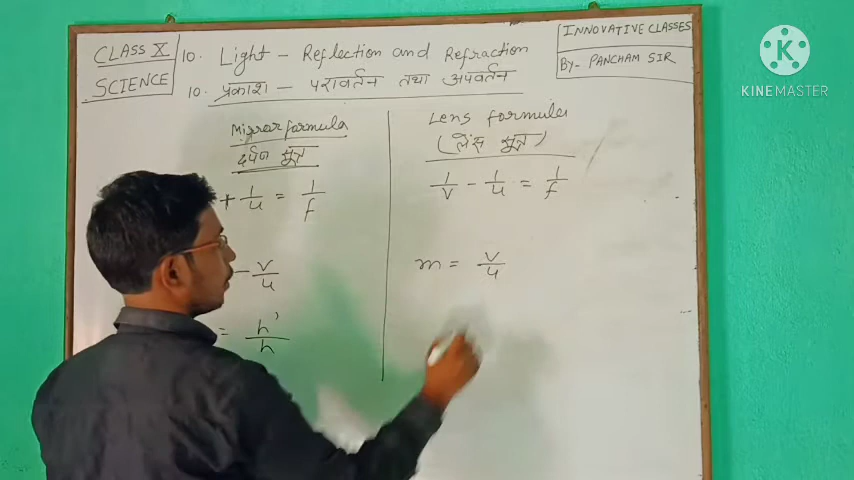 CLASS X
SCIENCE
10. Light - Reflection and Refraction
10. प्रकाश - परावर्तन तथा अपवर्तन
INNOVATIVE CLASSES
By- PANCHAM SIR
KINEMASTER
Mirror formula
दर्पन सूत्र
+ 1/u = 1/f
- v/u
= h'/h
Lens formula
(लेंस सूत्र)
1/v - 1/u = 1/f
m = v/u